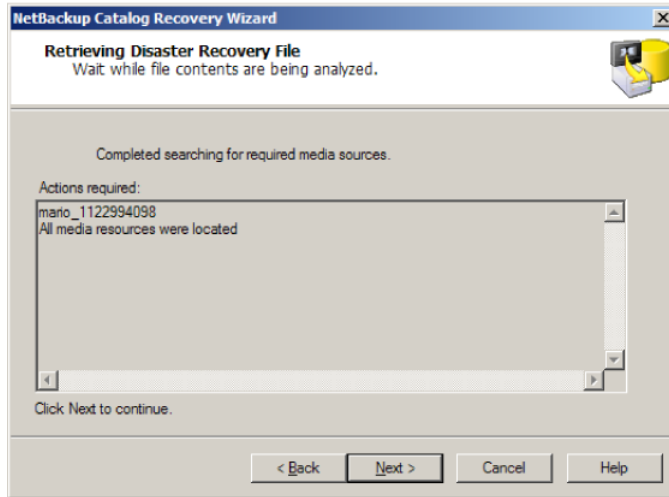 NetBackup Catalog Recovery Wizard
Retrieving Disaster Recovery File
Wait while file contents are being analyzed.
Completed searching for required media sources.
Actions required:
mario_1122994098
All media resources were located
Click Next to continue.
< Back
Next >
Cancel
Help